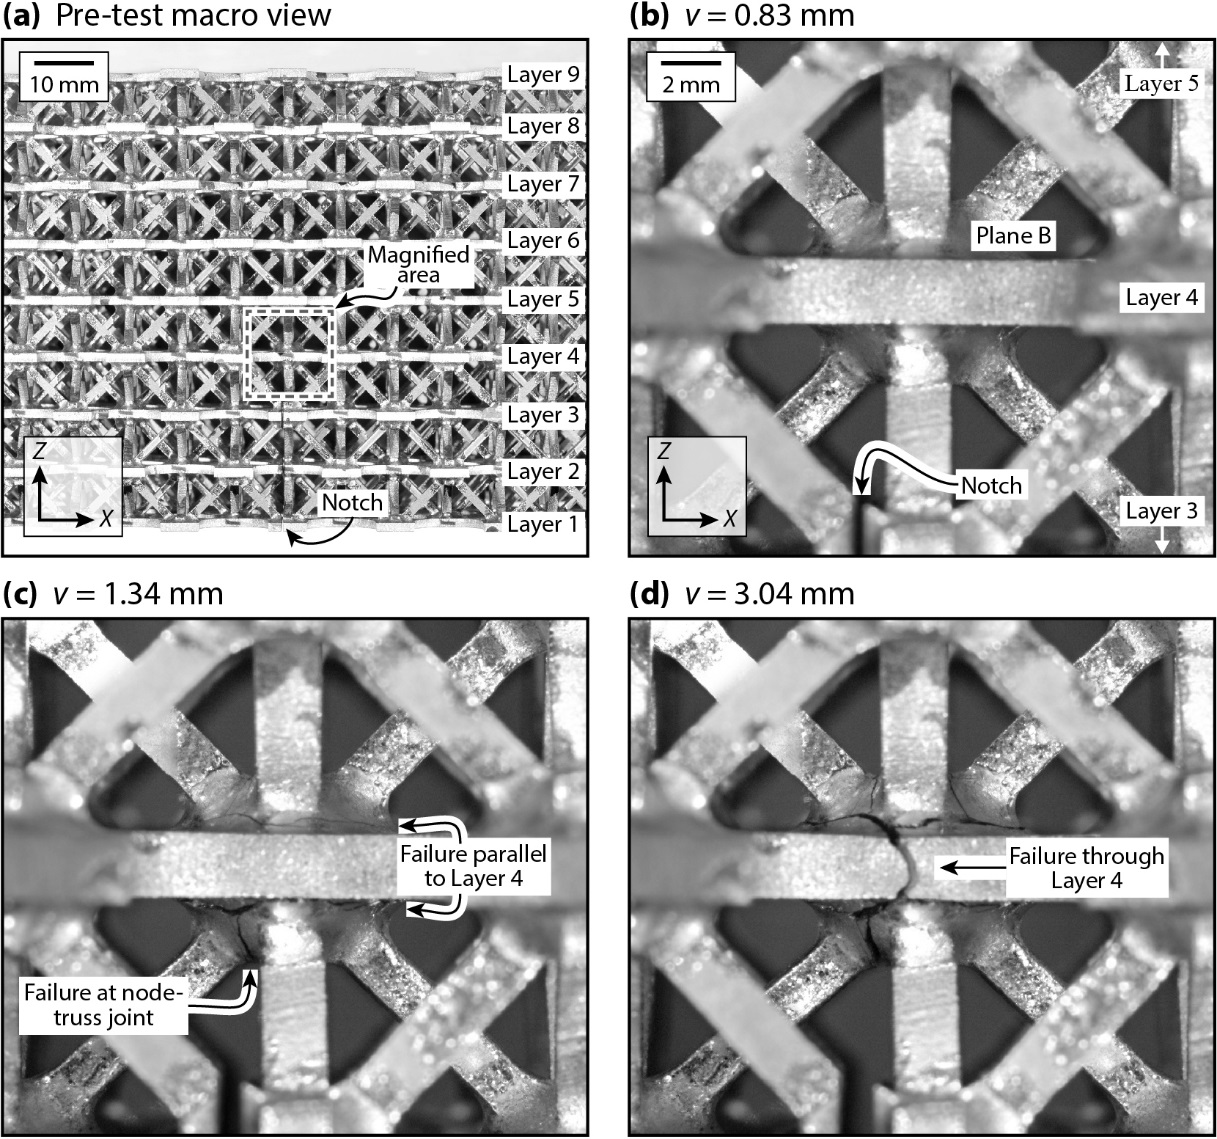 (a) Pre-test macro view
10 mm
Layer 9
Layer 8
Layer 7
Layer 6
Magnified
area
Layer 5
Layer 4
Layer 3
Layer 2
Notch
Layer 1
Z
X
(b) v = 0.83 mm
2 mm
Layer 5
Plane B
Layer 4
Z
X
Notch
Layer 3
(c) v = 1.34 mm
Failure parallel
to Layer 4
Failure at node-
truss joint
(d) v = 3.04 mm
Failure through
Layer 4